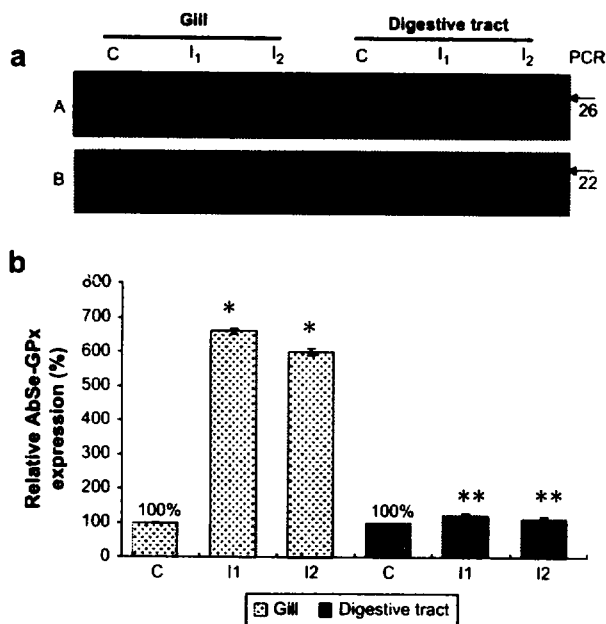 Gill Digestive tract
a C I1 I2 C I1 I2 PCR
A 26
B 22
b
800
700
600
500
400
300
200
100
0
Relative AbSe-GPx
expression (%)
* *
100% 100% ** **
C I1 I2 C I1 I2
Gill Digestive tract